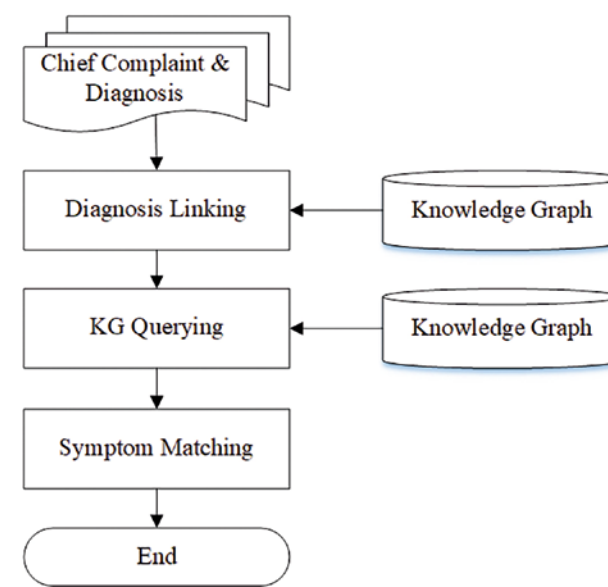 Chief Complaint &
Diagnosis
Diagnosis Linking
Knowledge Graph
KG Querying
Knowledge Graph
Symptom Matching
End